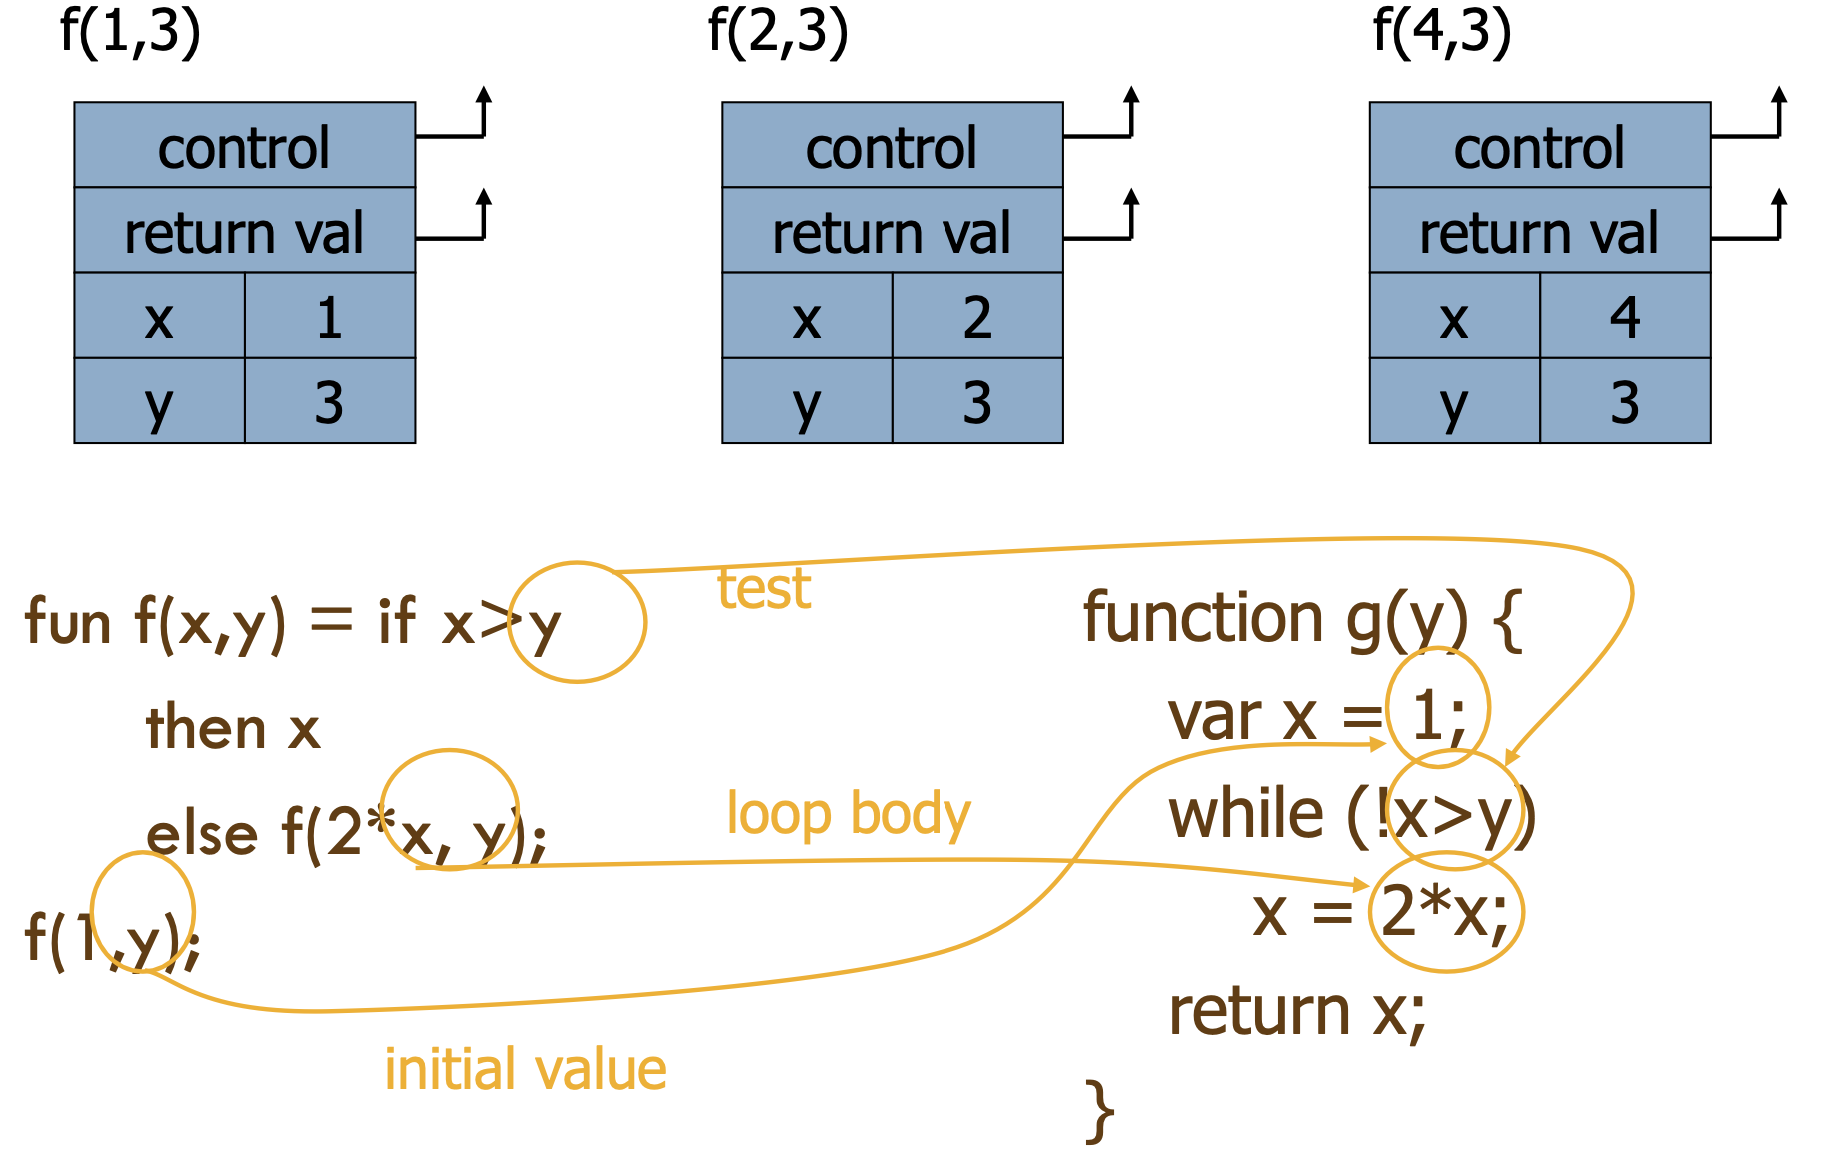 f(1,3) f(2,3) f(4,3)
control control control
return val return val return val
x 1 x 2 x 4
y 3 y 3 y 3
test
fun f(x,y) = if x>y
then x
else f(2*x, y);
f(1,y);
loop body
initial value
function g(y) {
var x = 1;
while (!x>y)
x = 2*x;
return x;
}